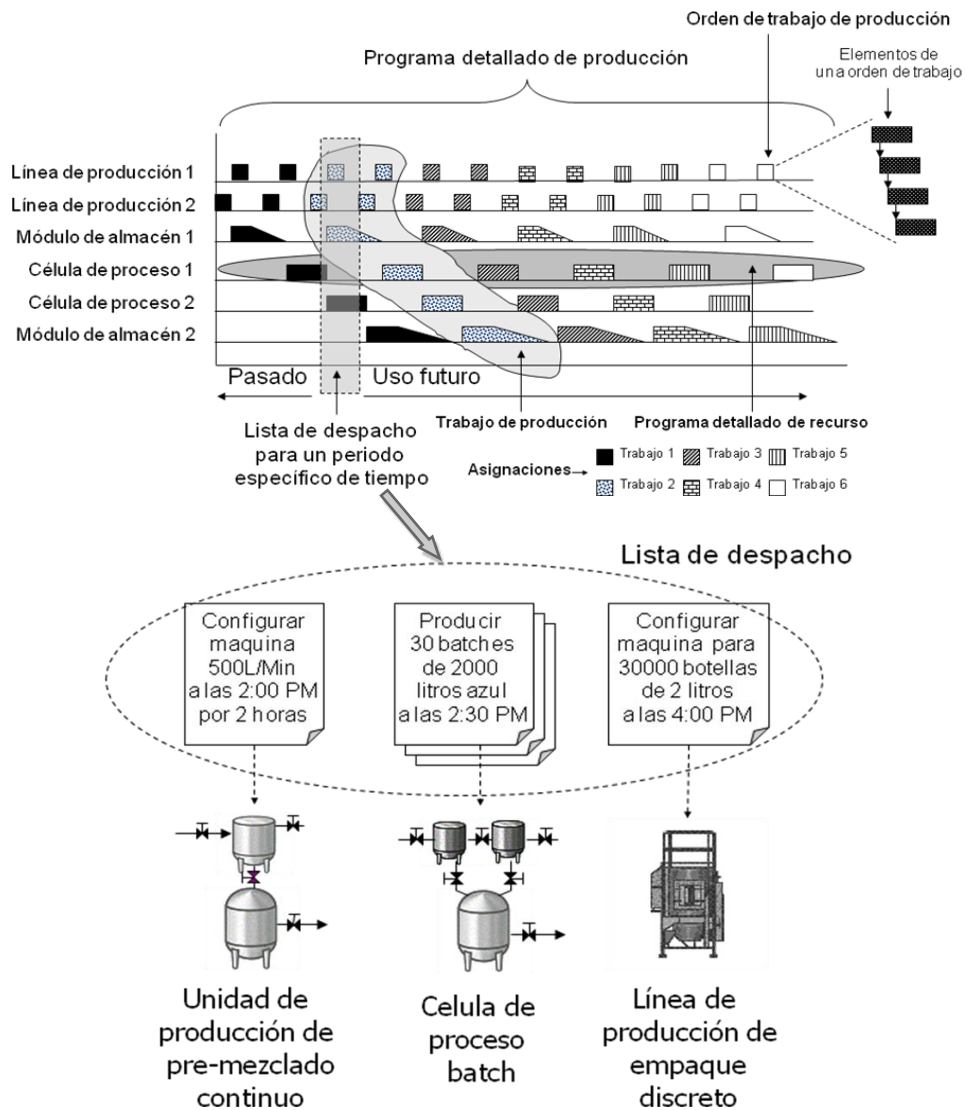 Orden de trabajo de producción
Programa detallado de producción
Elementos de
una orden de trabajo
Línea de producción 1
Línea de producción 2
Módulo de almacén 1
Célula de proceso 1
Célula de proceso 2
Módulo de almacén 2
Pasado
Uso futuro
Lista de despacho
para un periodo
específico de tiempo
Trabajo de producción
Programa detallado de recurso
Asignaciones
Trabajo 1
Trabajo 3
Trabajo 5
Trabajo 2
Trabajo 4
Trabajo 6
Lista de despacho
Configurar
maquina
500L/Min
a las 2:00 PM
por 2 horas
Producir
30 batches
de 2000
litros azul
a las 2:30 PM
Configurar
maquina para
30000 botellas
de 2 litros
a las 4:00 PM
Unidad de
producción de
pre-mezclado
continuo
Celula de
proceso
batch
Línea de
producción de
empaque
discreto